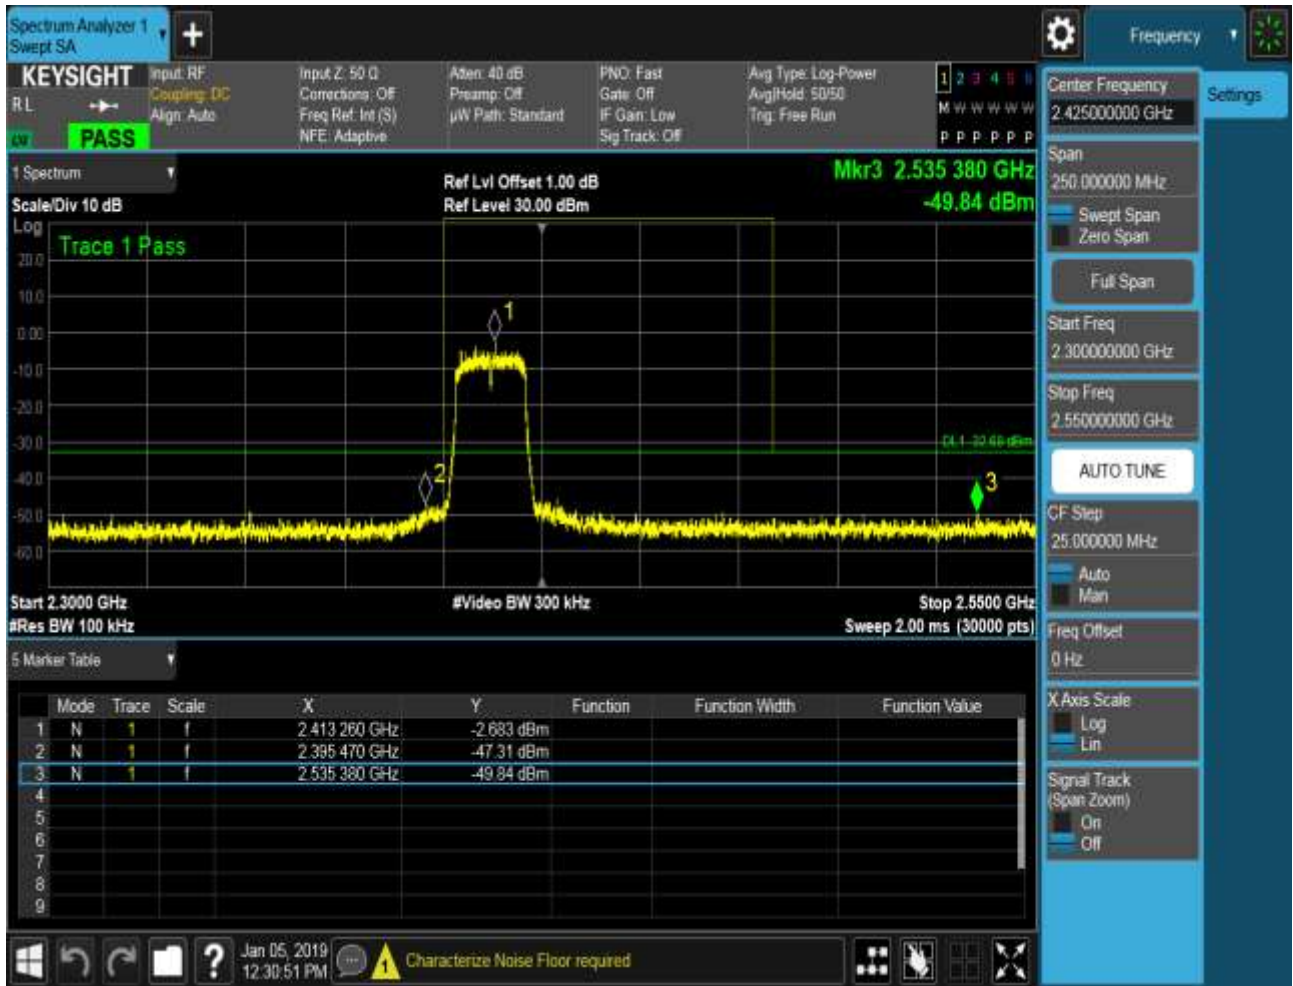 Spectrum Analyzer 1
Swept SA
Frequency
KEYSIGHT
Input: RF
Coupling: DC
Align: Auto
Input Z: 50 Ω
Corrections: Off
Freq Ref: Int (S)
NFE: Adaptive
Atten: 40 dB
Preamp: Off
µW Path: Standard
PNO: Fast
Gate: Off
IF Gain: Low
Sig Track: Off
Avg Type: Log-Power
Avg|Hold: 50/50
Trig: Free Run
1 2 3 4 5 6
M W W W W W
P P P P P P
R L
PASS
Center Frequency
2.425000000 GHz
Settings
1 Spectrum
Scale/Div 10 dB
Ref Lvl Offset 1.00 dB
Ref Level 30.00 dBm
Mkr3 2.535 380 GHz
-49.84 dBm
Log
Trace 1 Pass
20.0
10.0
0.00
-10.0
-20.0
-30.0
-40.0
-50.0
-60.0
1
2
3
DL1 -32.68 dBm
Start 2.3000 GHz
#Video BW 300 kHz
Stop 2.5500 GHz
#Res BW 100 kHz
Sweep 2.00 ms (30000 pts)
Span
250.000000 MHz
Swept Span
Zero Span
Full Span
Start Freq
2.300000000 GHz
Stop Freq
2.550000000 GHz
AUTO TUNE
CF Step
25.000000 MHz
Auto
Man
Freq Offset
0 Hz
X Axis Scale
Log
Lin
Signal Track
(Span Zoom)
On
Off
5 Marker Table
Mode Trace Scale X Y Function Function Width Function Value
1 N 1 f 2.413 260 GHz -2.683 dBm
2 N 1 f 2.395 470 GHz -47.31 dBm
3 N 1 f 2.535 380 GHz -49.84 dBm
4
5
6
7
8
9
Jan 05, 2019
12:30:51 PM
1
Characterize Noise Floor required